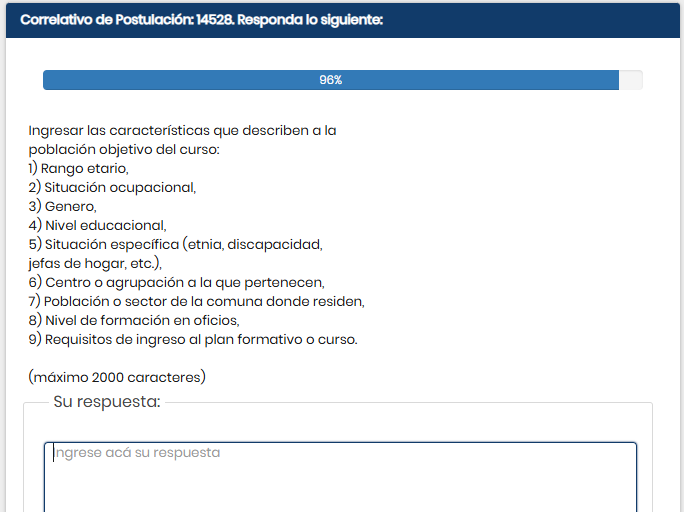 Correlativo de Postulación: 14528. Responda lo siguiente:
96%
Ingresar las características que describen a la
población objetivo del curso:
1) Rango etario,
2) Situación ocupacional,
3) Genero,
4) Nivel educacional,
5) Situación específica (etnia, discapacidad,
jefas de hogar, etc.),
6) Centro o agrupación a la que pertenecen,
7) Población o sector de la comuna donde residen,
8) Nivel de formación en oficios,
9) Requisitos de ingreso al plan formativo o curso.
(máximo 2000 caracteres)
Su respuesta:
Ingrese acá su respuesta